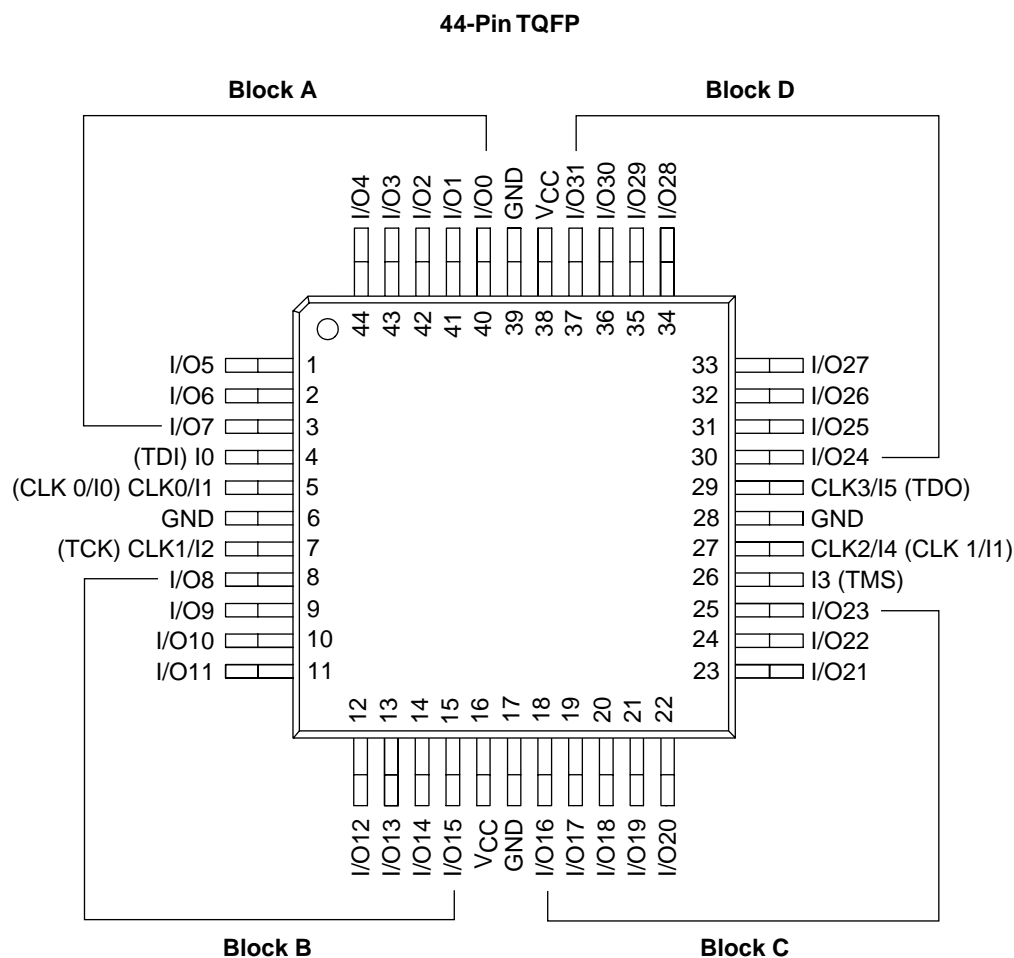 44-Pin TQFP
Block A
Block D
I/O4
I/O3
I/O2
I/O1
I/O0
GND
VCC
I/O31
I/O30
I/O29
I/O28
44
43
42
41
40
39
38
37
36
35
34
I/O5 1
I/O6 2
I/O7 3
(TDI) I0 4
(CLK 0/I0) CLK0/I1 5
GND 6
(TCK) CLK1/I2 7
I/O8 8
I/O9 9
I/O10 10
I/O11 11
33 I/O27
32 I/O26
31 I/O25
30 I/O24
29 CLK3/I5 (TDO)
28 GND
27 CLK2/I4 (CLK 1/I1)
26 I3 (TMS)
25 I/O23
24 I/O22
23 I/O21
12
13
14
15
16
17
18
19
20
21
22
I/O12
I/O13
I/O14
I/O15
VCC
GND
I/O16
I/O17
I/O18
I/O19
I/O20
Block B
Block C